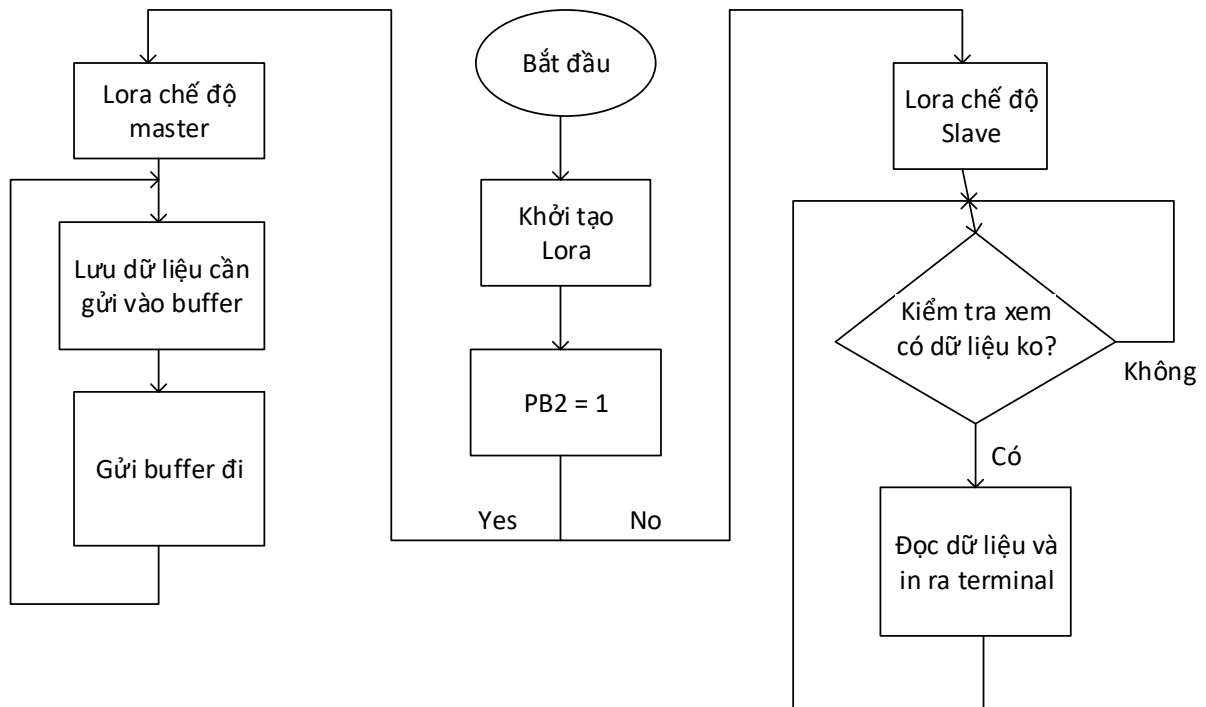 Bắt đầu
Khởi tạo
Lora
PB2 = 1
Yes
No
Lora chế độ
master
Lưu dữ liệu cần
gửi vào buffer
Gửi buffer đi
Lora chế độ
Slave
Kiểm tra xem
có dữ liệu ko?
Không
Có
Đọc dữ liệu và
in ra terminal